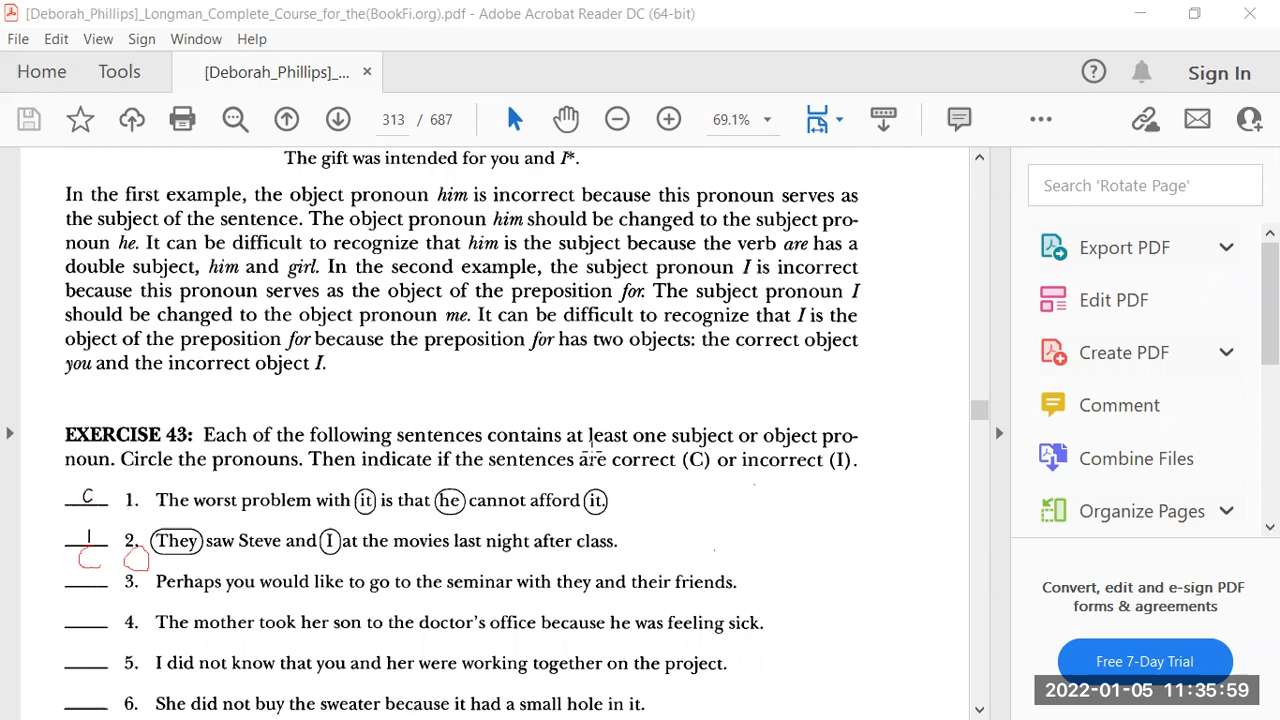 [Deborah_Phillips]_Longman_Complete_Course_for_the(BookFi.org).pdf - Adobe Acrobat Reader DC (64-bit)
File Edit View Sign Window Help
Home Tools [Deborah_Phillips]_... × Sign In
313 / 687 69.1%
The gift was intended for you and I*.
In the first example, the object pronoun him is incorrect because this pronoun serves as
the subject of the sentence. The object pronoun him should be changed to the subject pro-
noun he. It can be difficult to recognize that him is the subject because the verb are has a
double subject, him and girl. In the second example, the subject pronoun I is incorrect
because this pronoun serves as the object of the preposition for. The subject pronoun I
should be changed to the object pronoun me. It can be difficult to recognize that I is the
object of the preposition for because the preposition for has two objects: the correct object
you and the incorrect object I.
EXERCISE 43: Each of the following sentences contains at least one subject or object pro-
noun. Circle the pronouns. Then indicate if the sentences are correct (C) or incorrect (I).
C 1. The worst problem with it is that he cannot afford it.
I 2. They saw Steve and I at the movies last night after class.
C
3. Perhaps you would like to go to the seminar with they and their friends.
4. The mother took her son to the doctor's office because he was feeling sick.
5. I did not know that you and her were working together on the project.
6. She did not buy the sweater because it had a small hole in it.
Search 'Rotate Page'
Export PDF
Edit PDF
Create PDF
Comment
Combine Files
Organize Pages
Convert, edit and e-sign PDF
forms & agreements
Free 7-Day Trial
2022-01-05 11:35:59